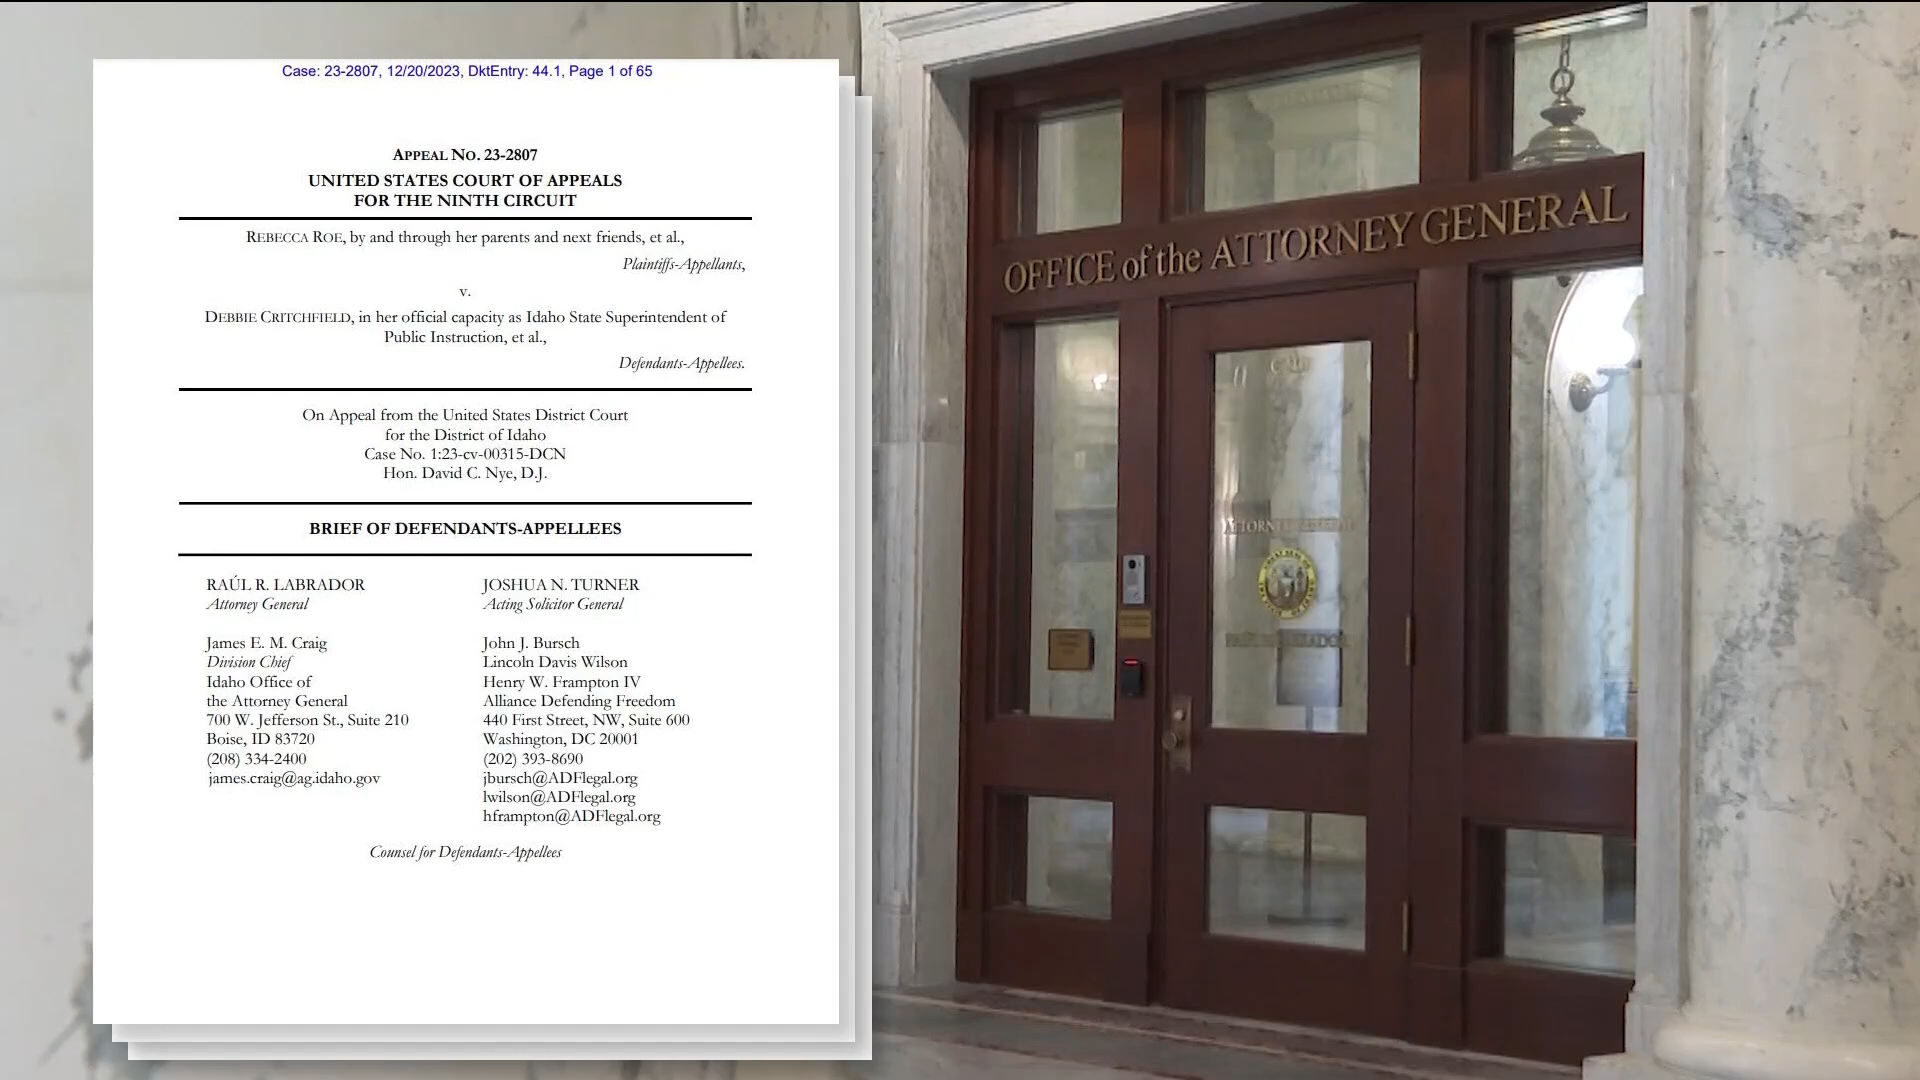 Case: 23-2807, 12/20/2023, DktEntry: 44.1, Page 1 of 65
APPEAL NO. 23-2807
UNITED STATES COURT OF APPEALS
FOR THE NINTH CIRCUIT
REBECCA ROE, by and through her parents and next friends, et al.,
Plaintiffs-Appellants,
v.
DEBBIE CRITCHFIELD, in her official capacity as Idaho State Superintendent of
Public Instruction, et al.,
Defendants-Appellees.
On Appeal from the United States District Court
for the District of Idaho
Case No. 1:23-cv-00315-DCN
Hon. David C. Nye, D.J.
BRIEF OF DEFENDANTS-APPELLEES
RAÚL R. LABRADOR
Attorney General
James E. M. Craig
Division Chief
Idaho Office of
the Attorney General
700 W. Jefferson St., Suite 210
Boise, ID 83720
(208) 334-2400
james.craig@ag.idaho.gov
JOSHUA N. TURNER
Acting Solicitor General
John J. Bursch
Lincoln Davis Wilson
Henry W. Frampton IV
Alliance Defending Freedom
440 First Street, NW, Suite 600
Washington, DC 20001
(202) 393-8690
jbursch@ADFlegal.org
lwilson@ADFlegal.org
hframpton@ADFlegal.org
Counsel for Defendants-Appellees
OFFICE of the ATTORNEY GENERAL
ATTORNEY GENERAL